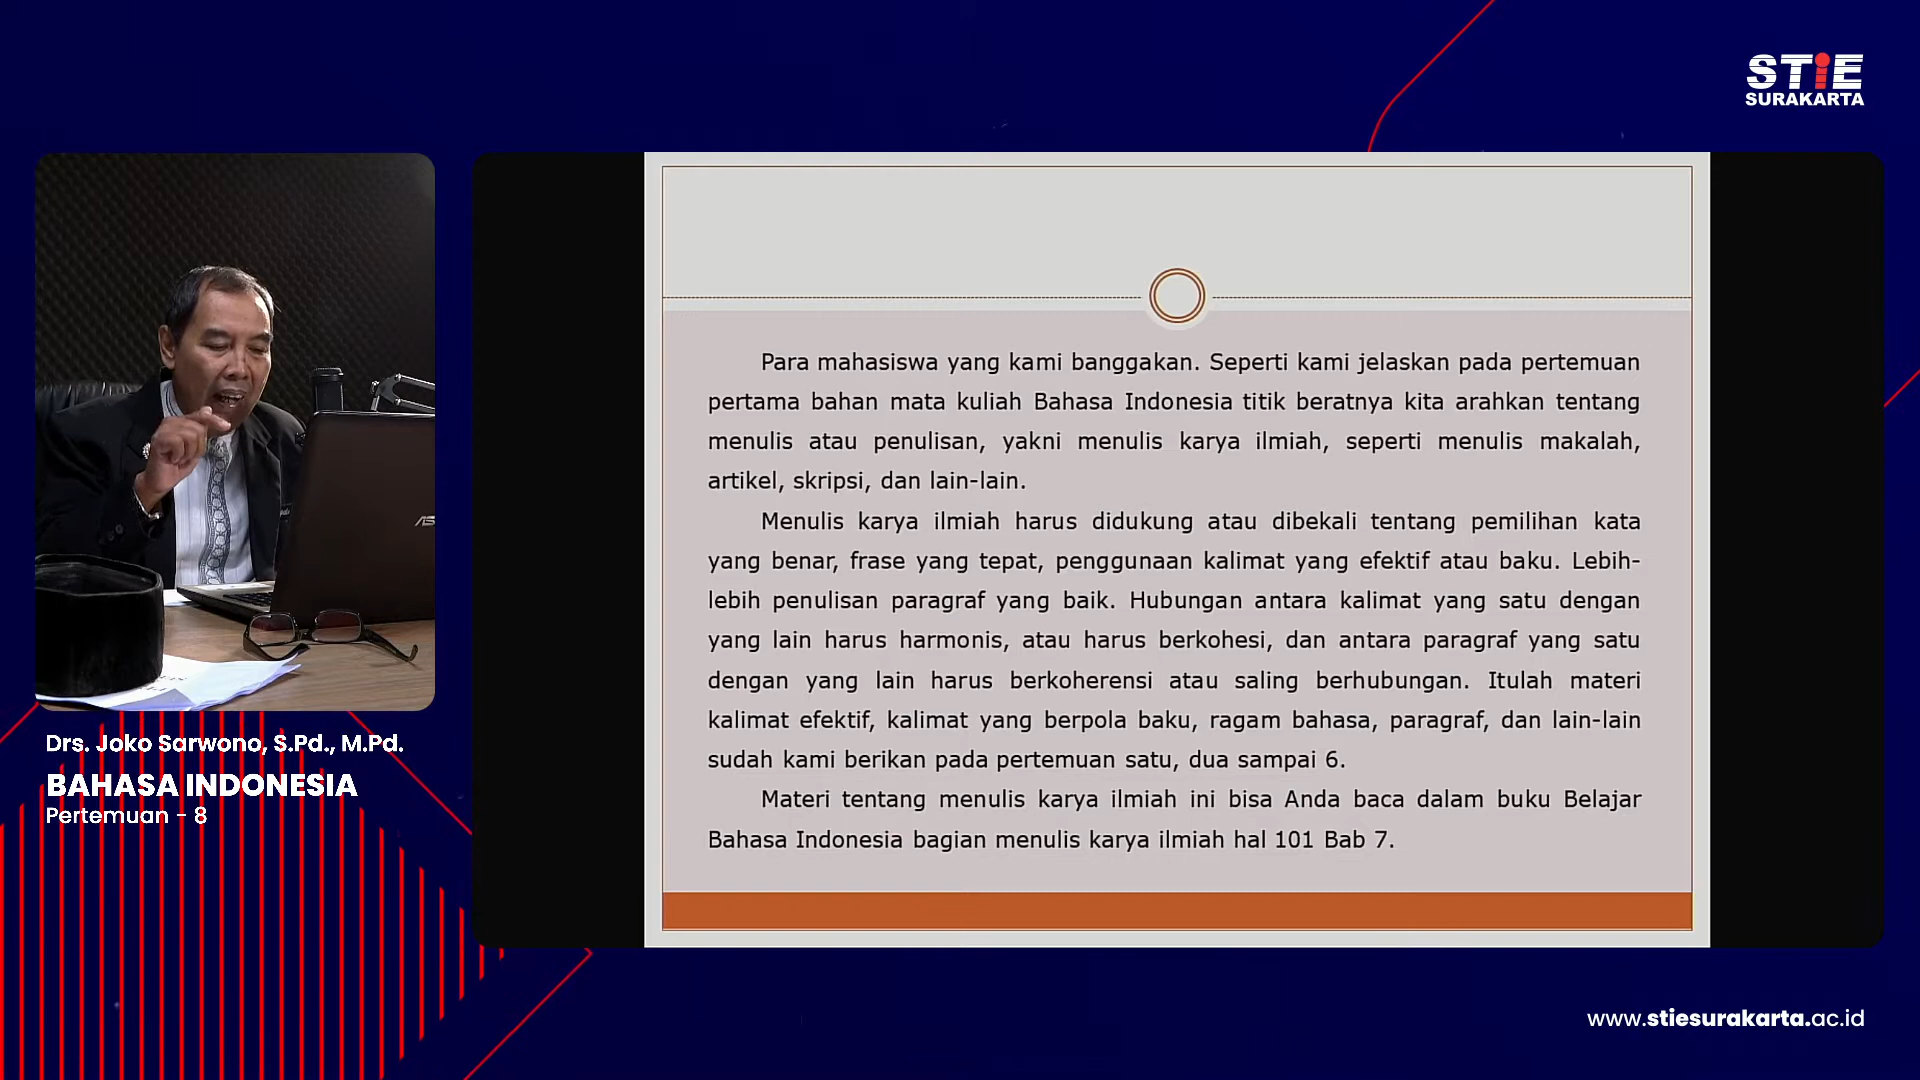 STiE
SURAKARTA
Para mahasiswa yang kami banggakan. Seperti kami jelaskan pada pertemuan
pertama bahan mata kuliah Bahasa Indonesia titik beratnya kita arahkan tentang
menulis atau penulisan, yakni menulis karya ilmiah, seperti menulis makalah,
artikel, skripsi, dan lain-lain.
Menulis karya ilmiah harus didukung atau dibekali tentang pemilihan kata
yang benar, frase yang tepat, penggunaan kalimat yang efektif atau baku. Lebih-
lebih penulisan paragraf yang baik. Hubungan antara kalimat yang satu dengan
yang lain harus harmonis, atau harus berkohesi, dan antara paragraf yang satu
dengan yang lain harus berkoherensi atau saling berhubungan. Itulah materi
kalimat efektif, kalimat yang berpola baku, ragam bahasa, paragraf, dan lain-lain
sudah kami berikan pada pertemuan satu, dua sampai 6.
Materi tentang menulis karya ilmiah ini bisa Anda baca dalam buku Belajar
Bahasa Indonesia bagian menulis karya ilmiah hal 101 Bab 7.
Drs. Joko Sarwono, S.Pd., M.Pd.
BAHASA INDONESIA
Pertemuan - 8
www.stiesurakarta.ac.id